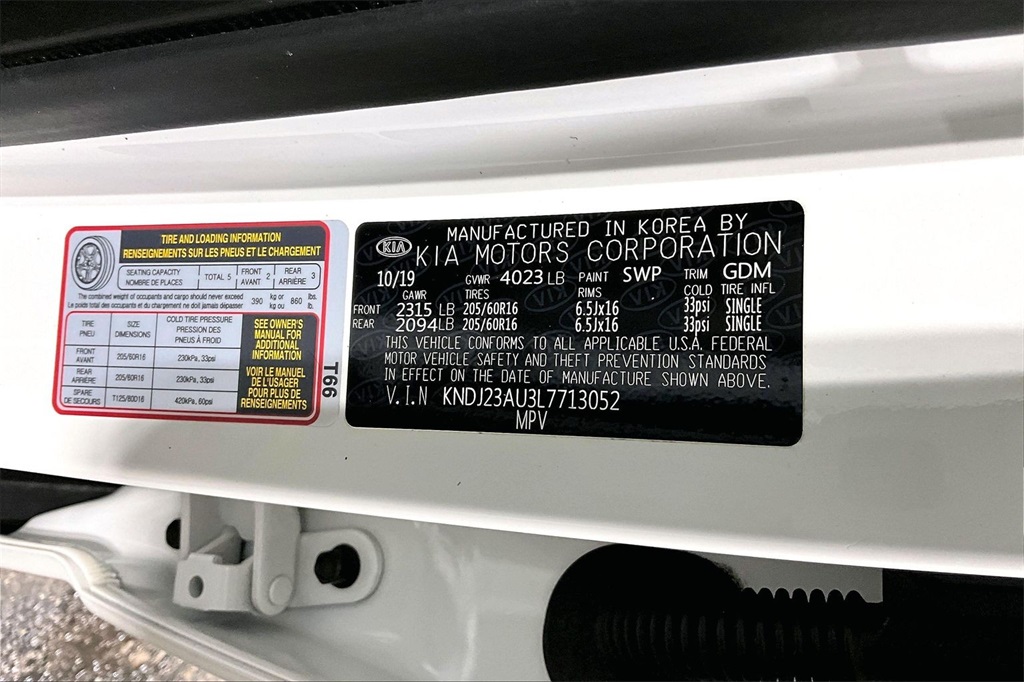 TIRE AND LOADING INFORMATION
RENSEIGNEMENTS SUR LES PNEUS ET LE CHARGEMENT
SEATING CAPACITY
NOMBRE DE PLACES
TOTAL 5
FRONT
AVANT 2
REAR
ARRIÈRE 3
The combined weight of occupants and cargo should never exceed
Le poids total des occupants et du chargement ne doit jamais dépasser
390 kg or ku 860 lbs. lb.
TIRE
PNEU
SIZE
DIMENSIONS
COLD TIRE PRESSURE
PRESSION DES
PNEUS À FROID
FRONT
AVANT
205/60R16
230kPa, 33psi
REAR
ARRIÈRE
205/60R16
230kPa, 33psi
SPARE
DE SECOURS
T125/80D16
420kPa, 60psi
SEE OWNER'S
MANUAL FOR
ADDITIONAL
INFORMATION
VOIR LE MANUEL
DE L'USAGER
POUR PLUS DE
RENSEIGNEMENTS
T66
MANUFACTURED IN KOREA BY
KIA KIA MOTORS CORPORATION
10/19 GVWR 4023 LB PAINT SWP TRIM GDM
GAWR TIRES RIMS COLD TIRE INFL
FRONT 2315 LB 205/60R16 6.5Jx16 33psi SINGLE
REAR 2094 LB 205/60R16 6.5Jx16 33psi SINGLE
THIS VEHICLE CONFORMS TO ALL APPLICABLE U.S.A. FEDERAL
MOTOR VEHICLE SAFETY AND THEFT PREVENTION STANDARDS
IN EFFECT ON THE DATE OF MANUFACTURE SHOWN ABOVE.
V.I.N KNDJ23AU3L7713052
MPV